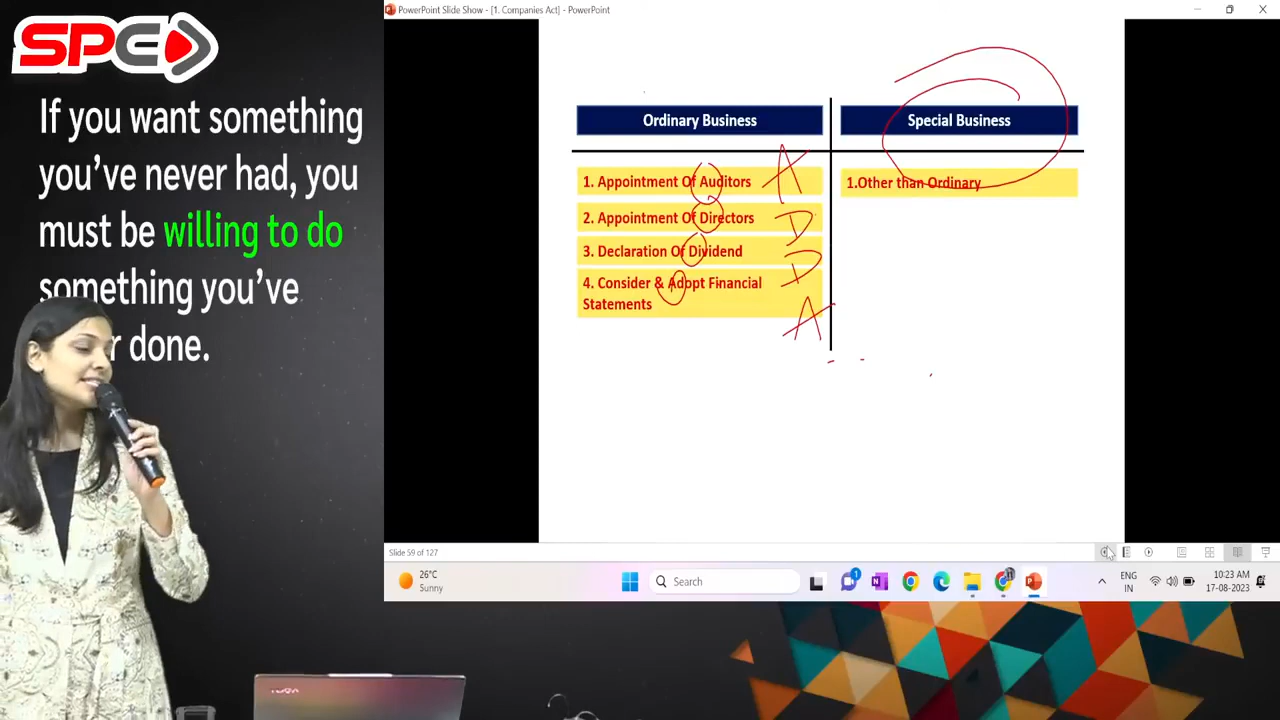 SPE
If you want something
you've never had, you
must be willing to do
something you've
r done.
PowerPoint Slide Show - [1. Companies Act] - PowerPoint
Ordinary Business
1. Appointment Of Auditors A
2. Appointment Of Directors D
3. Declaration Of Dividend D
4. Consider & Adopt Financial
Statements A
Special Business
1.Other than Ordinary
Slide 59 of 127
26°C
Sunny
Search
1
ENG
IN
10:23 AM
17-08-2023